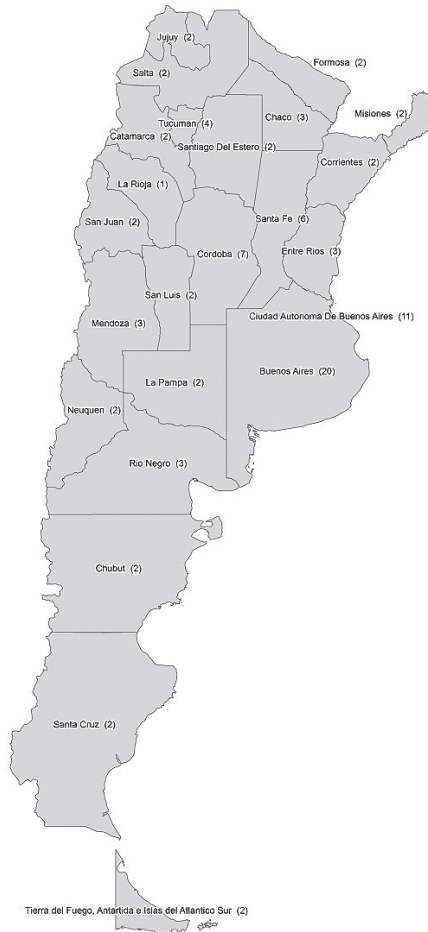 Jujuy (2)
Formosa (2)
Salta (2)
Misiones (2)
Chaco (3)
Tucuman (4)
Catamarca (2)
Santiago Del Estero (2)
Corrientes (2)
La Rioja (1)
San Juan (2)
Santa Fe (6)
Cordoba (7)
Entre Rios (3)
San Luis (2)
Ciudad Autonoma De Buenos Aires (11)
Mendoza (3)
Buenos Aires (20)
La Pampa (2)
Neuquen (2)
Rio Negro (3)
Chubut (2)
Santa Cruz (2)
Tierra del Fuego, Antartida e Islas del Atlantico Sur (2)